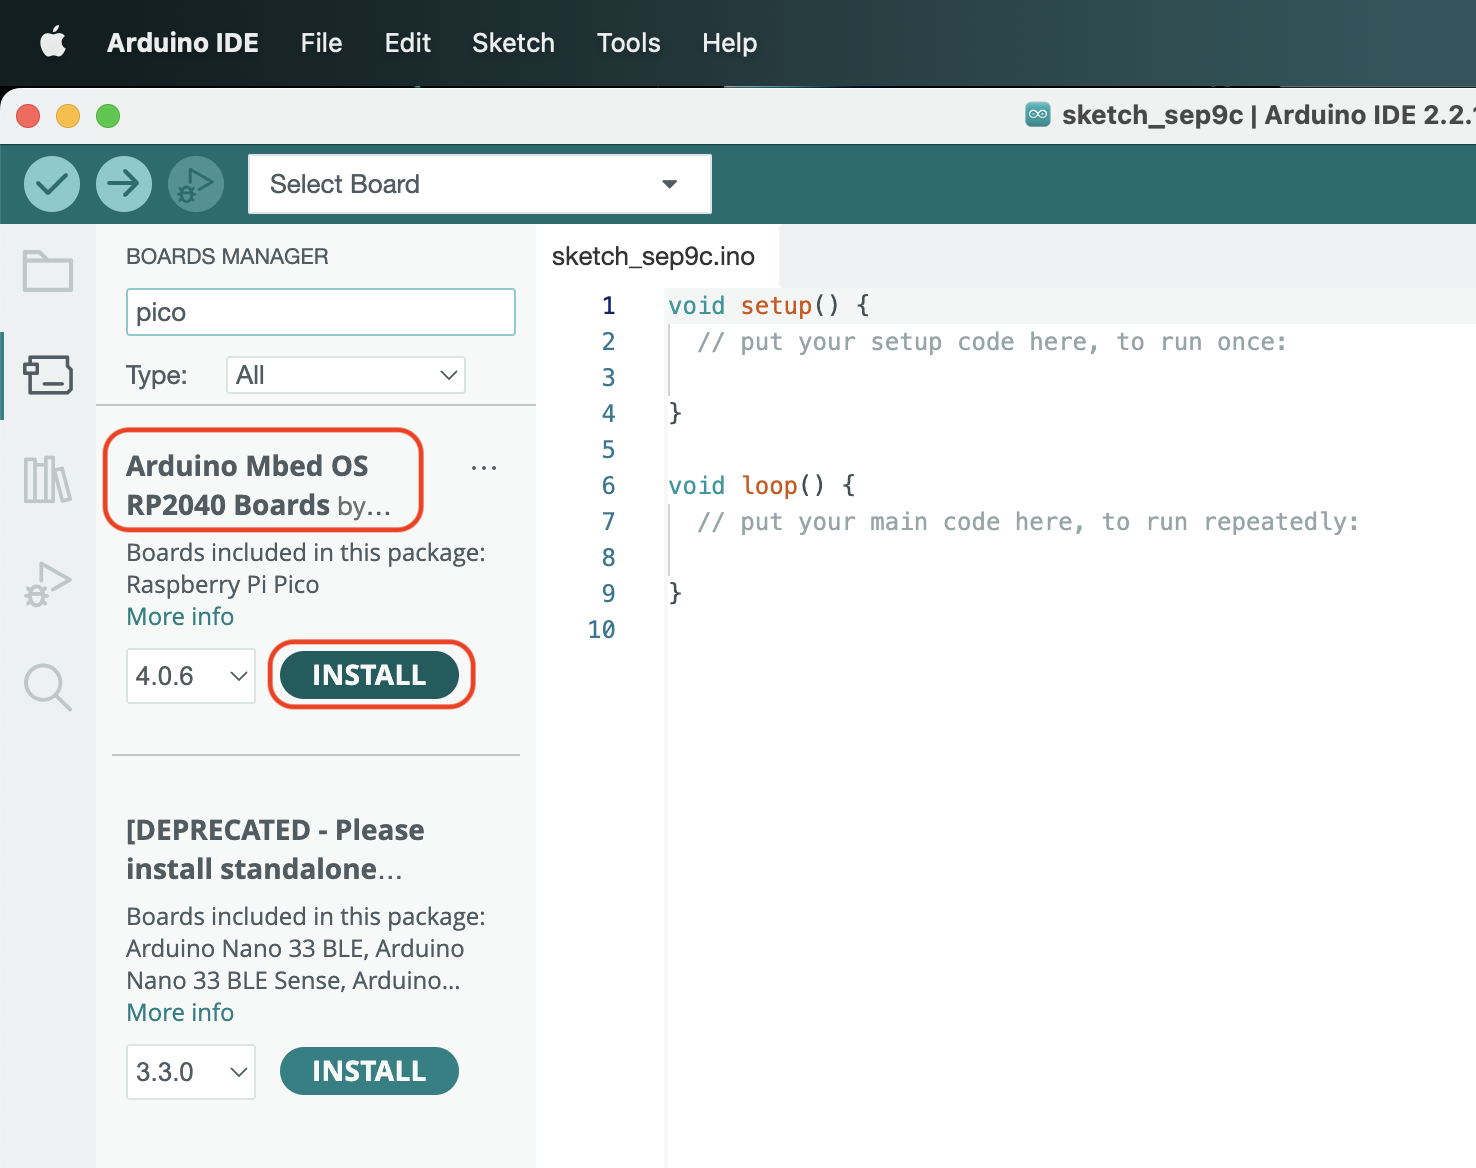 Arduino IDE File Edit Sketch Tools Help
sketch_sep9c | Arduino IDE 2.2.1
Select Board
BOARDS MANAGER
pico
Type: All
Arduino Mbed OS
RP2040 Boards by...
Boards included in this package:
Raspberry Pi Pico
More info
4.0.6 INSTALL
[DEPRECATED - Please
install standalone...
Boards included in this package:
Arduino Nano 33 BLE, Arduino
Nano 33 BLE Sense, Arduino...
More info
3.3.0 INSTALL
sketch_sep9c.ino
1 void setup() {
2 // put your setup code here, to run once:
3
4 }
5
6 void loop() {
7 // put your main code here, to run repeatedly:
8
9 }
10